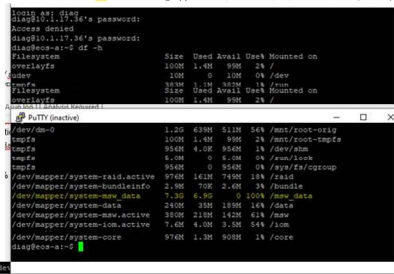 login as: diag
diag@10.1.17.36's password:
Access denied
diag@10.1.17.36's password:
diag@eos-a:~$ df -h
Filesystem Size Used Avail Use% Mounted on
overlayfs 100M 1.4M 99M 2% /
udev 10M 0 10M 0% /dev
tmpfs 383M 1.1M 382M 1% /run
Filesystem Size Used Avail Use% Mounted on
overlayfs 100M 1.4M 99M 2% /
PuTTY (inactive)
/dev/dm-0 1.2G 639M 511M 56% /mnt/root-orig
tmpfs 100M 1.4M 99M 2% /mnt/root-tmpfs
tmpfs 956M 4.0K 956M 1% /dev/shm
tmpfs 5.0M 0 5.0M 0% /run/lock
tmpfs 956M 0 956M 0% /sys/fs/cgroup
/dev/mapper/system-raid.active 976M 161M 749M 18% /raid
/dev/mapper/system-bundleinfo 2.9M 70K 2.6M 3% /bundle
/dev/mapper/system-msw_data 7.3G 6.9G 0 100% /msw_data
/dev/mapper/system-data 240M 35M 189M 16% /data
/dev/mapper/system-msw.active 380M 218M 142M 61% /msw
/dev/mapper/system-iom.active 7.6M 4.0M 3.5M 54% /iom
/dev/mapper/system-core 976M 1.3M 908M 1% /core
diag@eos-a:~$